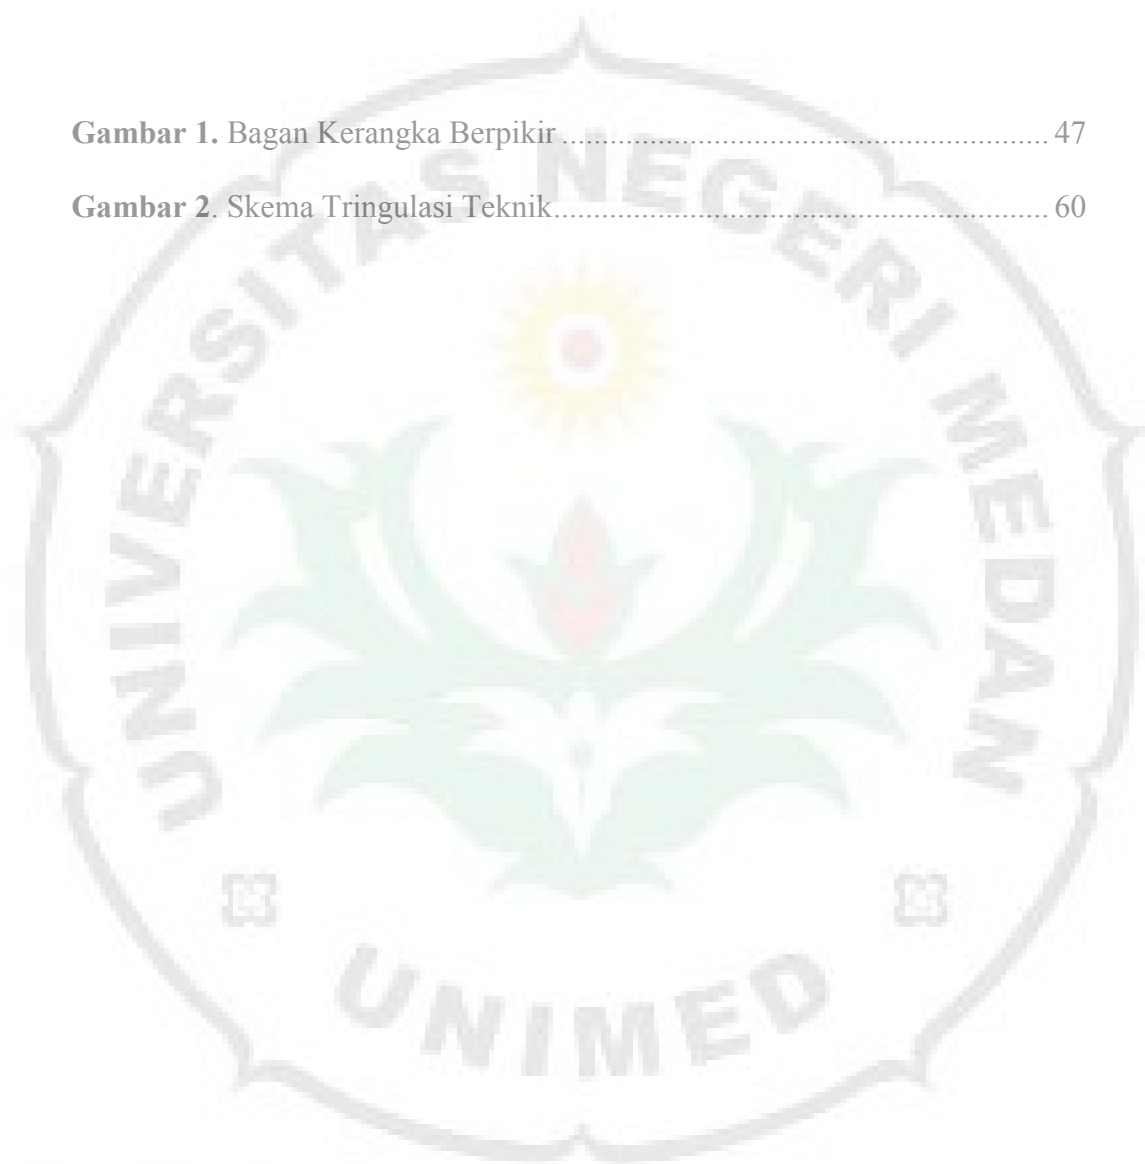 Gambar 1. Bagan Kerangka Berpikir ............................................................. 47
Gambar 2. Skema Tringulasi Teknik.............................................................. 60
UNIVERSITAS NEGERI MEDAN
UNIMED